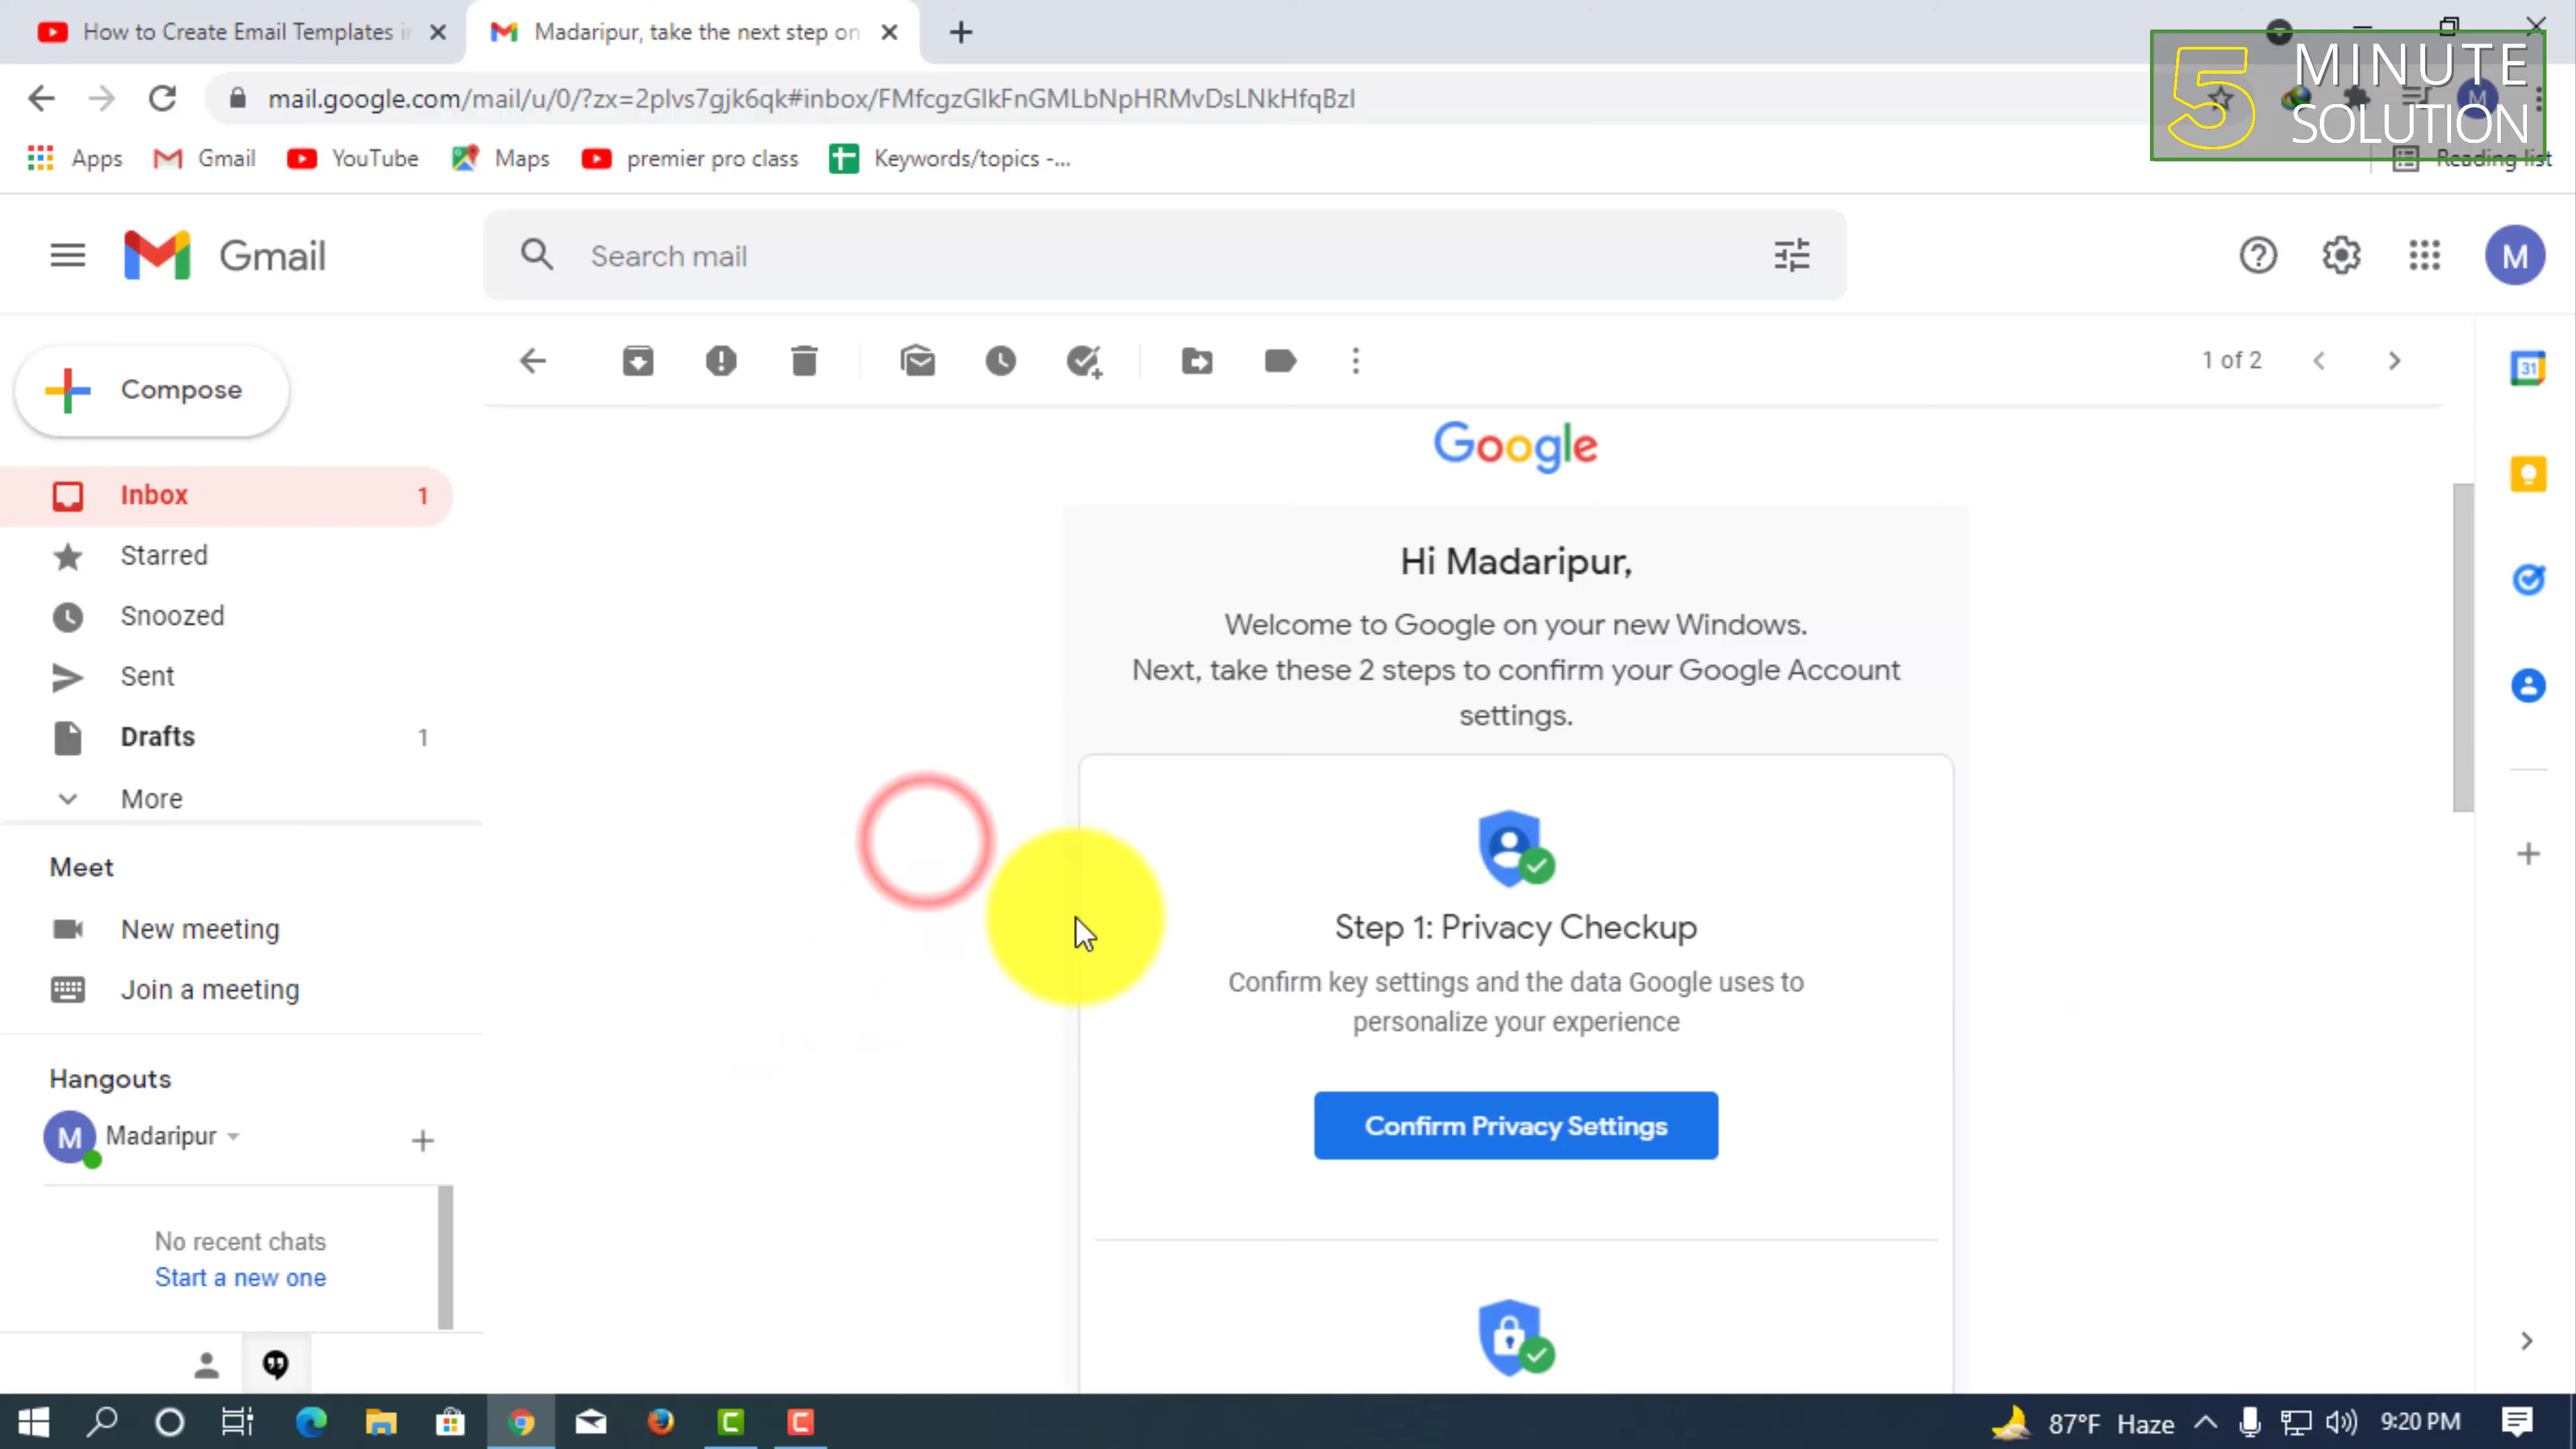 How to Create Email Templates in
Madaripur, take the next step on
5 MINUTE
SOLUTION
mail.google.com/mail/u/0/?zx=2plvs7gjk6qk#inbox/FMfcgzGlkFnGMLbNpHRMvDsLNkHfqBzl
M
Apps
Gmail
YouTube
Maps
premier pro class
Keywords/topics -...
Reading list
Gmail
Search mail
M
Compose
1 of 2
31
Google
Inbox 1
Starred
Snoozed
Sent
Drafts 1
More
Hi Madaripur,
Welcome to Google on your new Windows.
Next, take these 2 steps to confirm your Google Account
settings.
Meet
New meeting
Join a meeting
Step 1: Privacy Checkup
Confirm key settings and the data Google uses to
personalize your experience
Confirm Privacy Settings
Hangouts
M Madaripur
No recent chats
Start a new one
87°F Haze
9:20 PM